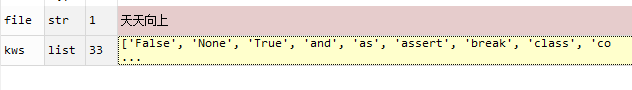 file str 1 天天向上
kws list 33 ['False', 'None', 'True', 'and', 'as', 'assert', 'break', 'class', 'co
...